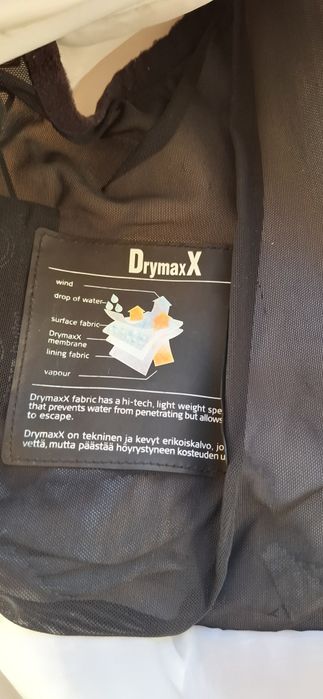 DrymaxX
wind
drop of water
surface fabric
DrymaxX
membrane
lining fabric
vapour
DrymaxX fabric has a hi-tech, light weight spe
that prevents water from penetrating but allows
to escape.
DrymaxX on tekninen ja kevyt erikoiskalvo, jo
vettä, mutta päästää höyrystyneen kosteuden u